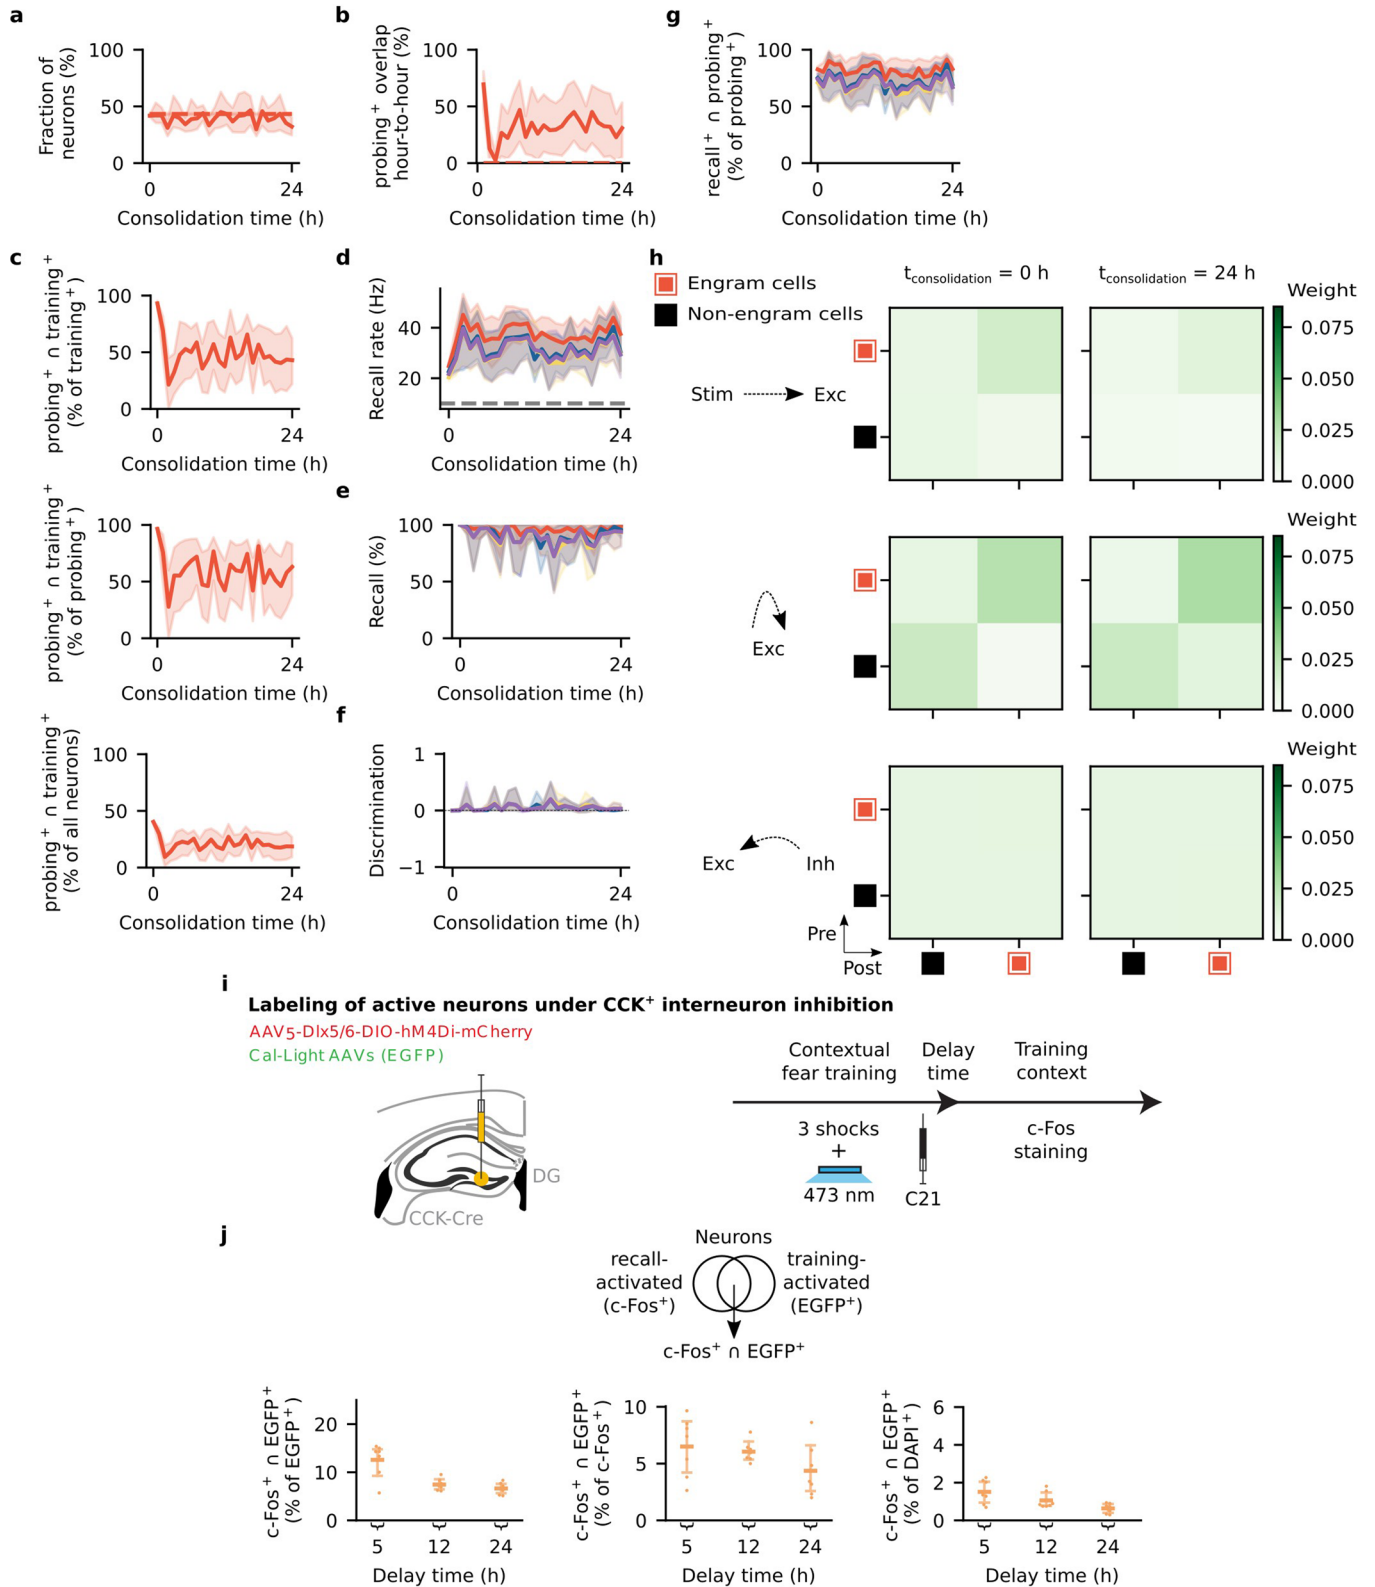 a
Fraction of
neurons (%)
100
50
0
0
24
Consolidation time (h)
b
probing⁺ overlap
hour-to-hour (%)
100
50
0
0
24
Consolidation time (h)
g
recall⁺ ∩ probing⁺
(% of probing⁺)
100
50
0
0
24
Consolidation time (h)
c
probing⁺ ∩ training⁺
(% of training⁺)
100
50
0
0
24
Consolidation time (h)
probing⁺ ∩ training⁺
(% of probing⁺)
100
50
0
0
24
Consolidation time (h)
probing⁺ ∩ training⁺
(% of all neurons)
100
50
0
0
24
Consolidation time (h)
d
Recall rate (Hz)
40
20
0
24
Consolidation time (h)
e
Recall (%)
100
50
0
0
24
Consolidation time (h)
f
Discrimination
1
0
−1
0
24
Consolidation time (h)
h
Engram cells
Non-engram cells
t consolidation = 0 h
t consolidation = 24 h
Stim
Exc
Weight
0.075
0.050
0.025
0.000
Exc
Weight
0.075
0.050
0.025
0.000
Exc
Inh
Weight
0.075
0.050
0.025
0.000
Pre
Post
i
Labeling of active neurons under CCK⁺ interneuron inhibition
AAV5-Dlx5/6-DIO-hM4Di-mCherry
Cal-Light AAVs (EGFP)
DG
CCK-Cre
Contextual
fear training
Delay
time
Training
context
3 shocks
+
473 nm
C21
c-Fos
staining
j
Neurons
recall-
activated
(c-Fos⁺)
training-
activated
(EGFP⁺)
c-Fos⁺ ∩ EGFP⁺
c-Fos⁺ ∩ EGFP⁺
(% of EGFP⁺)
20
10
0
5
12
24
Delay time (h)
c-Fos⁺ ∩ EGFP⁺
(% of c-Fos⁺)
10
5
0
5
12
24
Delay time (h)
c-Fos⁺ ∩ EGFP⁺
(% of DAPI⁺)
6
4
2
0
5
12
24
Delay time (h)